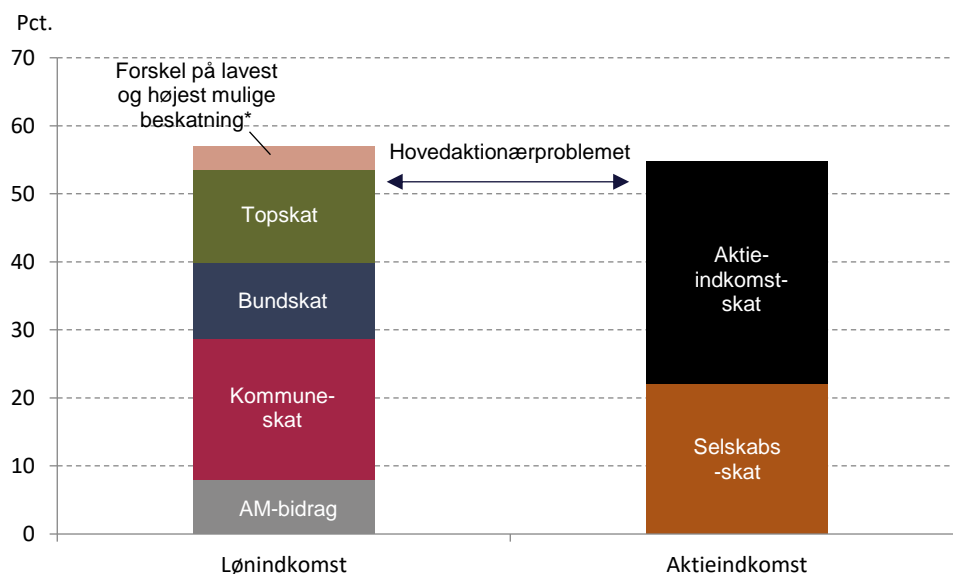 Pct.
70
60
50
40
30
20
10
0
Forskel på lavest
og højest mulige
beskatning*
Hovedaktionærproblemet
Topskat
Bundskat
Kommune-
skat
AM-bidrag
Aktie-
indkomst-
skat
Selskabs
-skat
Lønindkomst
Aktieindkomst